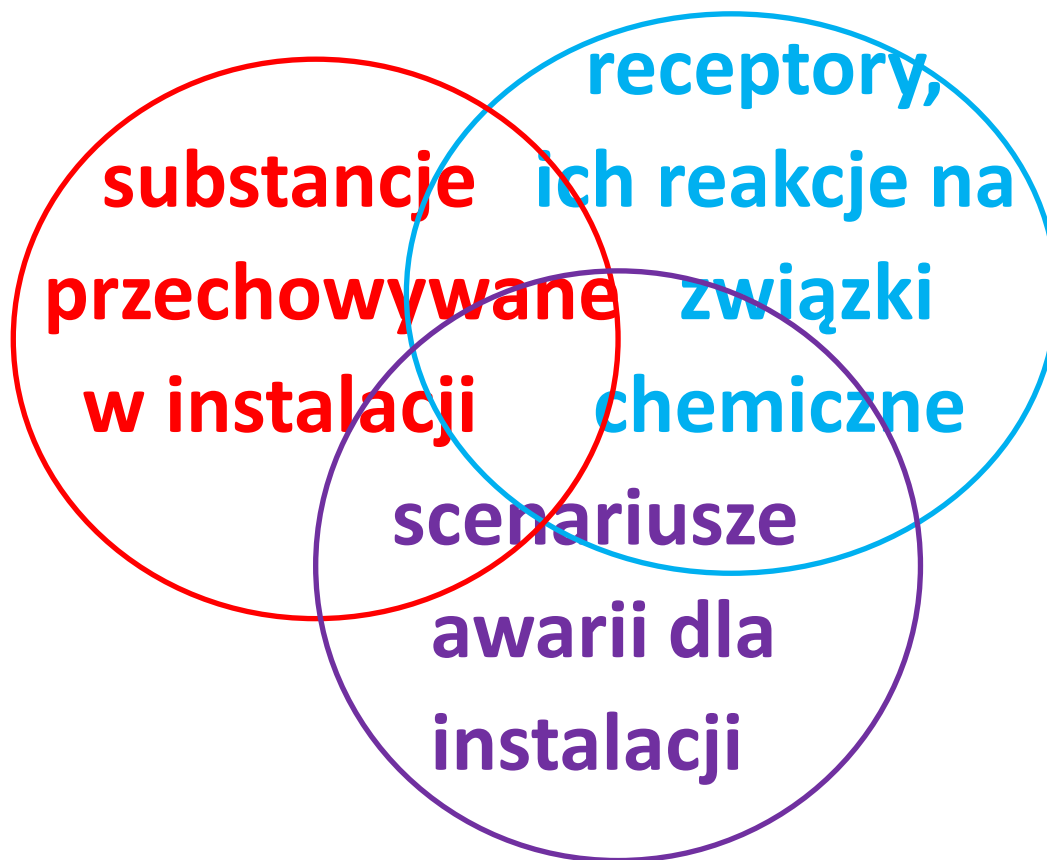 substancje
przechowywane
w instalacji
receptory,
ich reakcje na
związki
chemiczne
scenariusze
awarii dla
instalacji